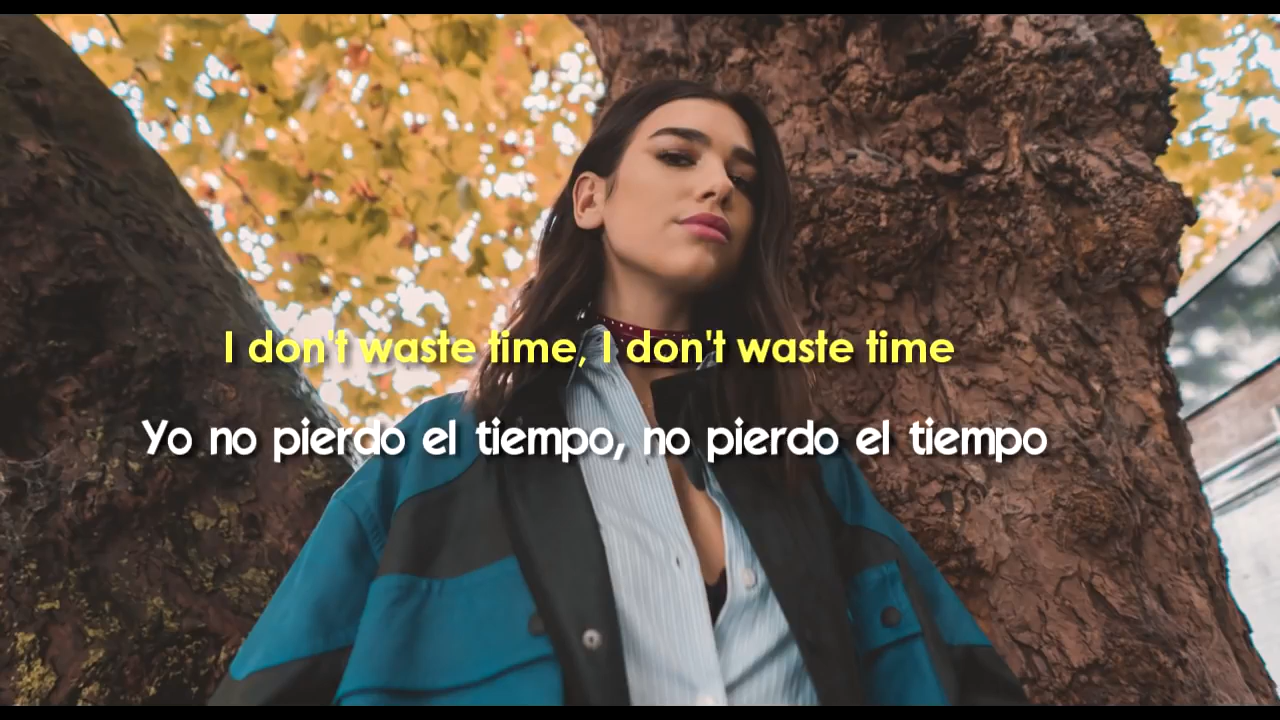 I don't waste time, I don't waste time
Yo no pierdo el tiempo, no pierdo el tiempo